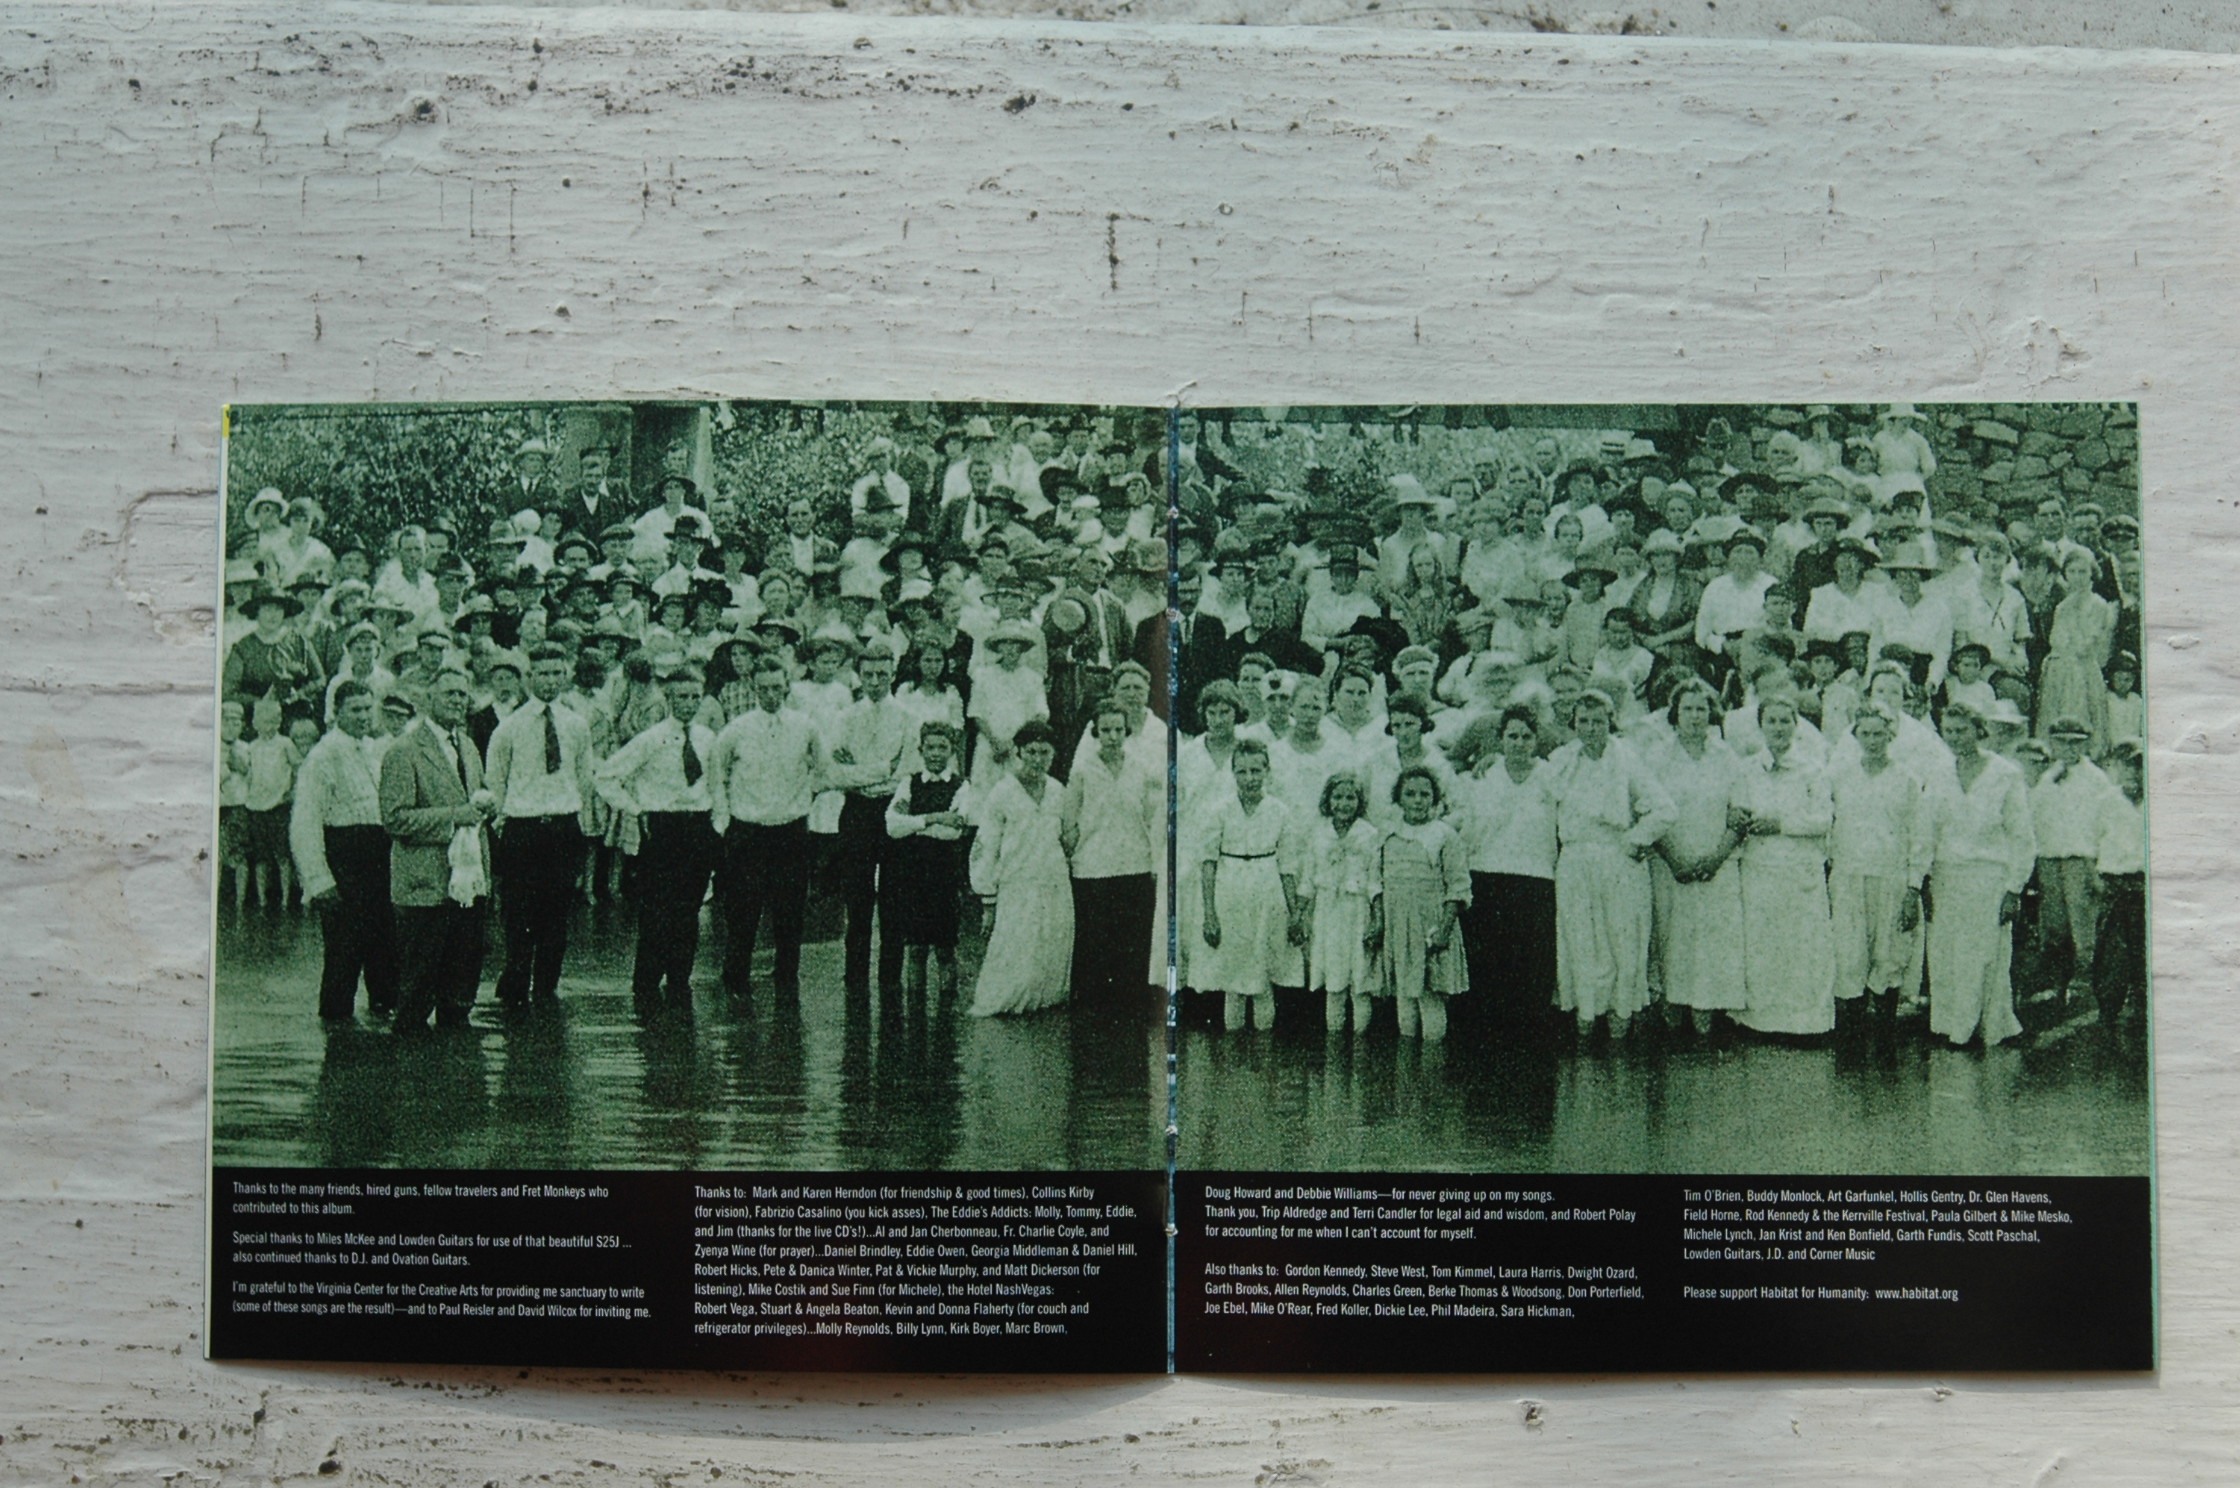 Thanks to the many friends, hired guns, fellow travelers and Fret Monkeys who
contributed to this album.
Special thanks to Miles McKee and Lowden Guitars for use of that beautiful S25J ...
also continued thanks to D.J. and Ovation Guitars.
I'm grateful to the Virginia Center for the Creative Arts for providing me sanctuary to write
(some of these songs are the result)—and to Paul Reisler and David Wilcox for inviting me.
Thanks to: Mark and Karen Herndon (for friendship & good times), Collins Kirby
(for vision), Fabrizio Casalino (you kick asses), The Eddie's Addicts: Molly, Tommy, Eddie,
and Jim (thanks for the live CD's!)...Al and Jan Cherbonneau, Fr. Charlie Coyle, and
Zyenya Wine (for prayer)...Daniel Brindley, Eddie Owen, Georgia Middleman & Daniel Hill,
Robert Hicks, Pete & Danica Winter, Pat & Vickie Murphy, and Matt Dickerson (for
listening), Mike Costik and Sue Finn (for Michele), the Hotel NashVegas:
Robert Vega, Stuart & Angela Beaton, Kevin and Donna Flaherty (for couch and
refrigerator privileges)...Molly Reynolds, Billy Lynn, Kirk Boyer, Marc Brown,
Doug Howard and Debbie Williams—for never giving up on my songs.
Thank you, Trip Aldredge and Terri Candler for legal aid and wisdom, and Robert Polay
for accounting for me when I can't account for myself.
Also thanks to: Gordon Kennedy, Steve West, Tom Kimmel, Laura Harris, Dwight Ozard,
Garth Brooks, Allen Reynolds, Charles Green, Berke Thomas & Woodsong, Don Porterfield,
Joe Ebel, Mike O'Rear, Fred Koller, Dickie Lee, Phil Madeira, Sara Hickman,
Tim O'Brien, Buddy Monlock, Art Garfunkel, Hollis Gentry, Dr. Glen Havens,
Field Horne, Rod Kennedy & the Kerrville Festival, Paula Gilbert & Mike Mesko,
Michele Lynch, Jan Krist and Ken Bonfield, Garth Fundis, Scott Paschal,
Lowden Guitars, J.D. and Corner Music
Please support Habitat for Humanity: www.habitat.org